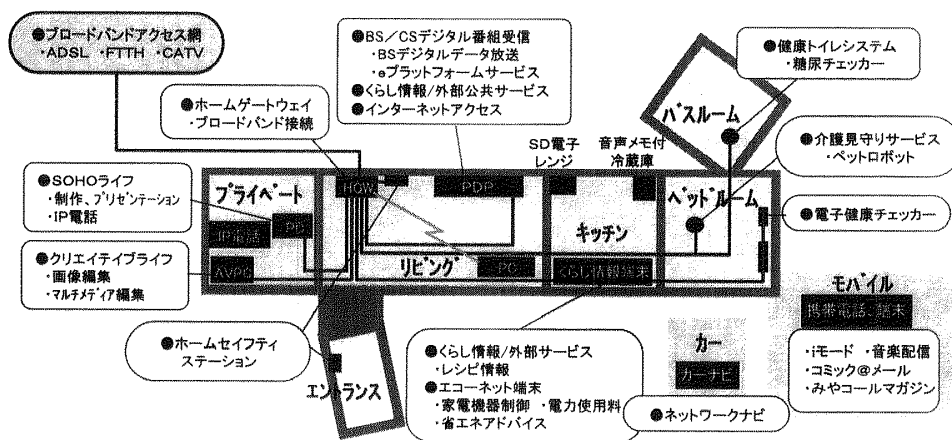 ●ブロードバンドアクセス網
・ADSL ・FTTH ・CATV
●ホームゲートウェイ
・ブロードバンド接続
●BS／CSデジタル番組受信
・BSデジタルデータ放送
・eプラットフォームサービス
●くらし情報/外部公共サービス
●インターネットアクセス
●健康トイレシステム
・糖尿チェッカー
バスルーム
●介護見守りサービス
・ペットロボット
SD電子
レンジ
音声メモ付
冷蔵庫
●SOHOライフ
・制作、プリゼンテーション
・IP電話
プライベート
HGW
PDP
ベッドルーム
●電子健康チェッカー
IP電話
PC
キッチン
●クリエイテイブライフ
・画像編集
・マルチメディア編集
AVPC
リビング
PC
くらし情報端末
モバイル
携帯電話、端末
●ホームセイフティ
ステーション
エントランス
●くらし情報/外部サービス
・レシピ情報
●エコーネット端末
・家電機器制御 ・電力使用料
・省エネアドバイス
カー
カーナビ
●ネットワークナビ
・iモード ・音楽配信
・コミック@メール
・みやコールマガジン